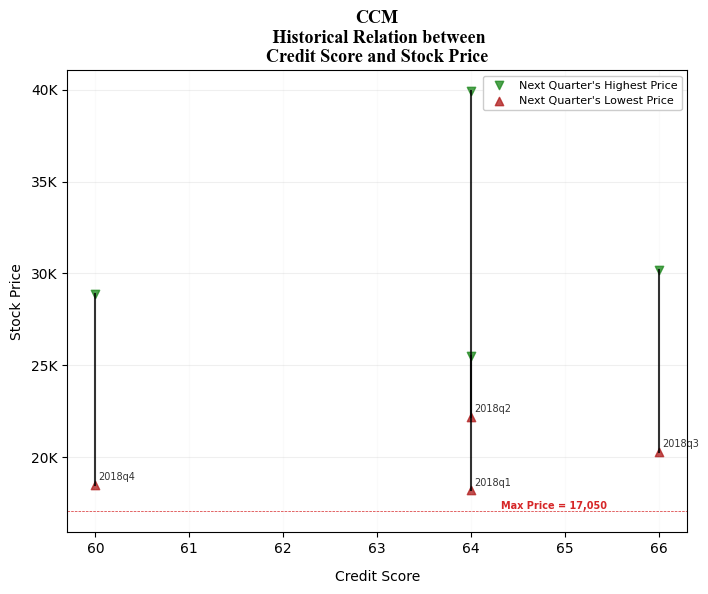 CCM
Historical Relation between
Credit Score and Stock Price
Next Quarter's Highest Price
Next Quarter's Lowest Price
40K
35K
30K
25K
20K
Stock Price
2018q2
2018q3
2018q4
2018q1
Max Price = 17,050
60 61 62 63 64 65 66
Credit Score